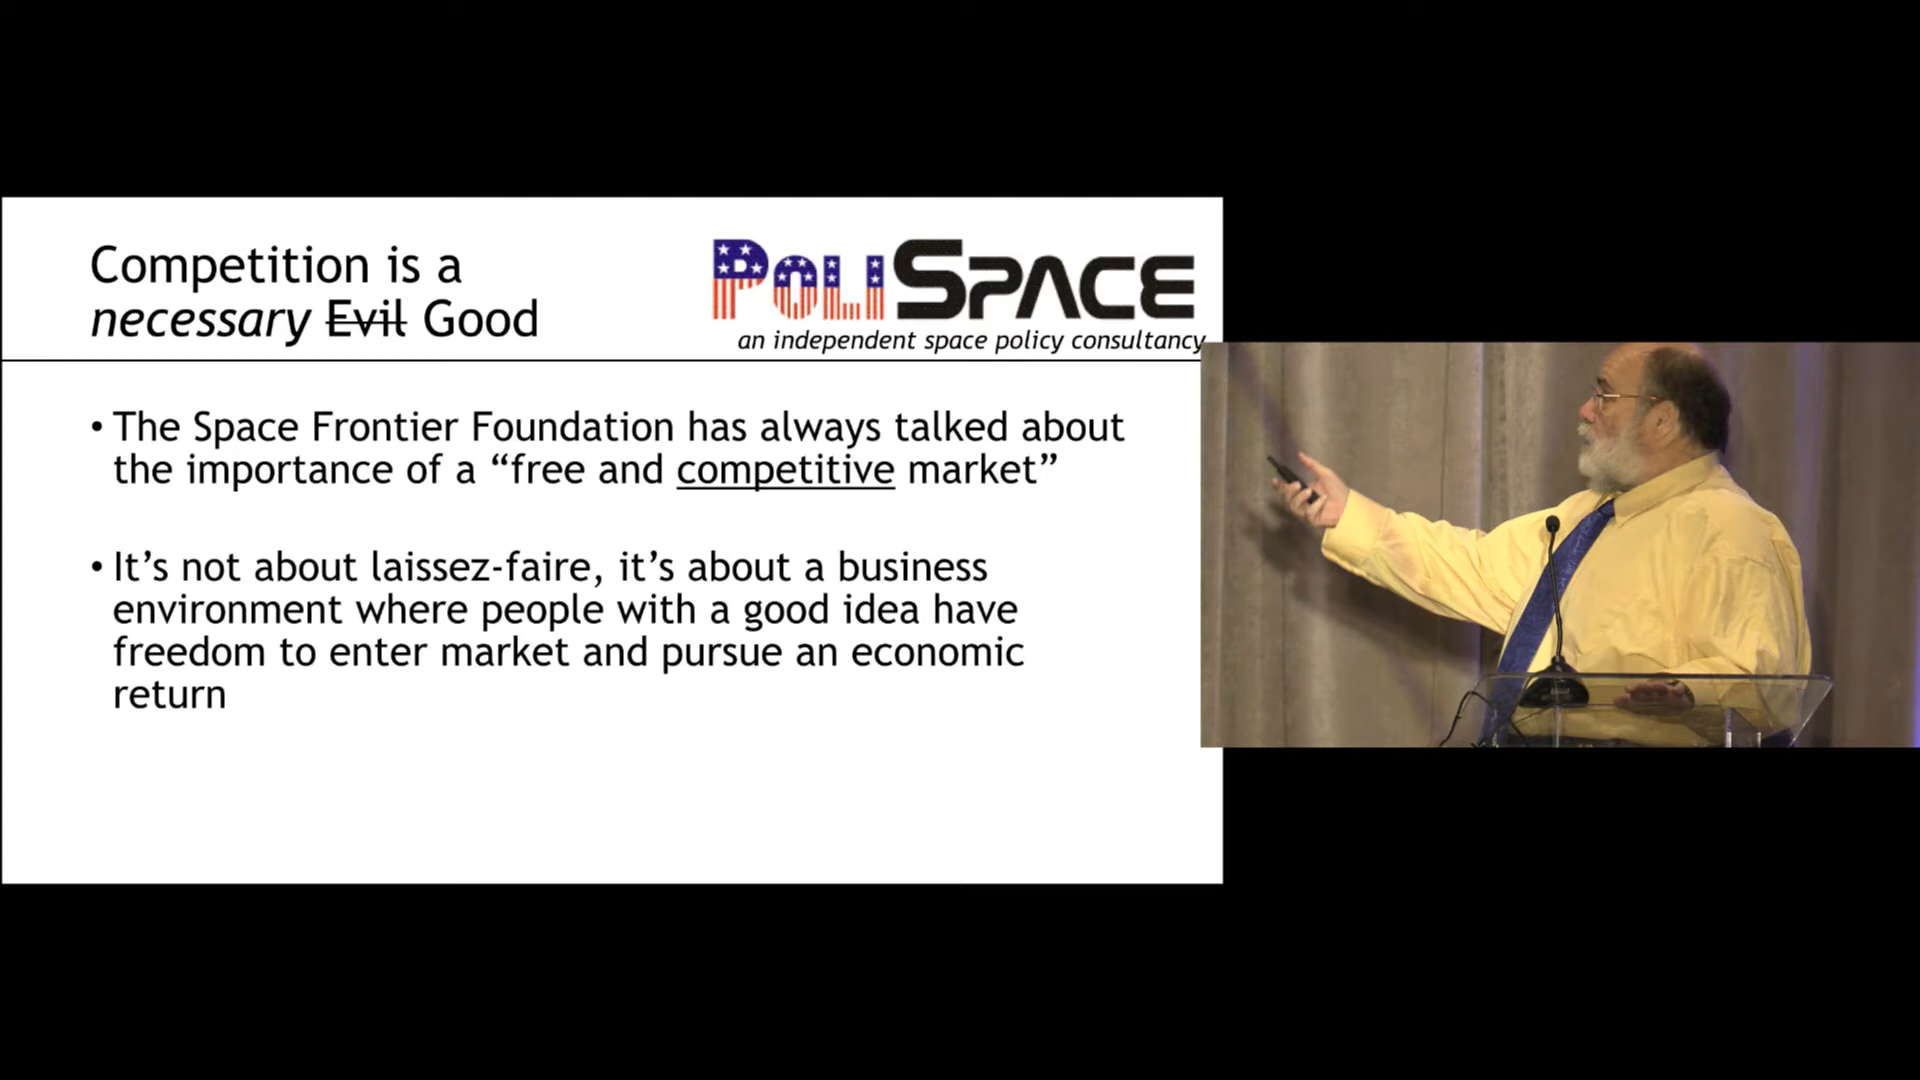 Competition is a
necessary Evil Good
POLISPACE
an independent space policy consultancy
• The Space Frontier Foundation has always talked about
the importance of a “free and competitive market”
• It’s not about laissez-faire, it’s about a business
environment where people with a good idea have
freedom to enter market and pursue an economic
return